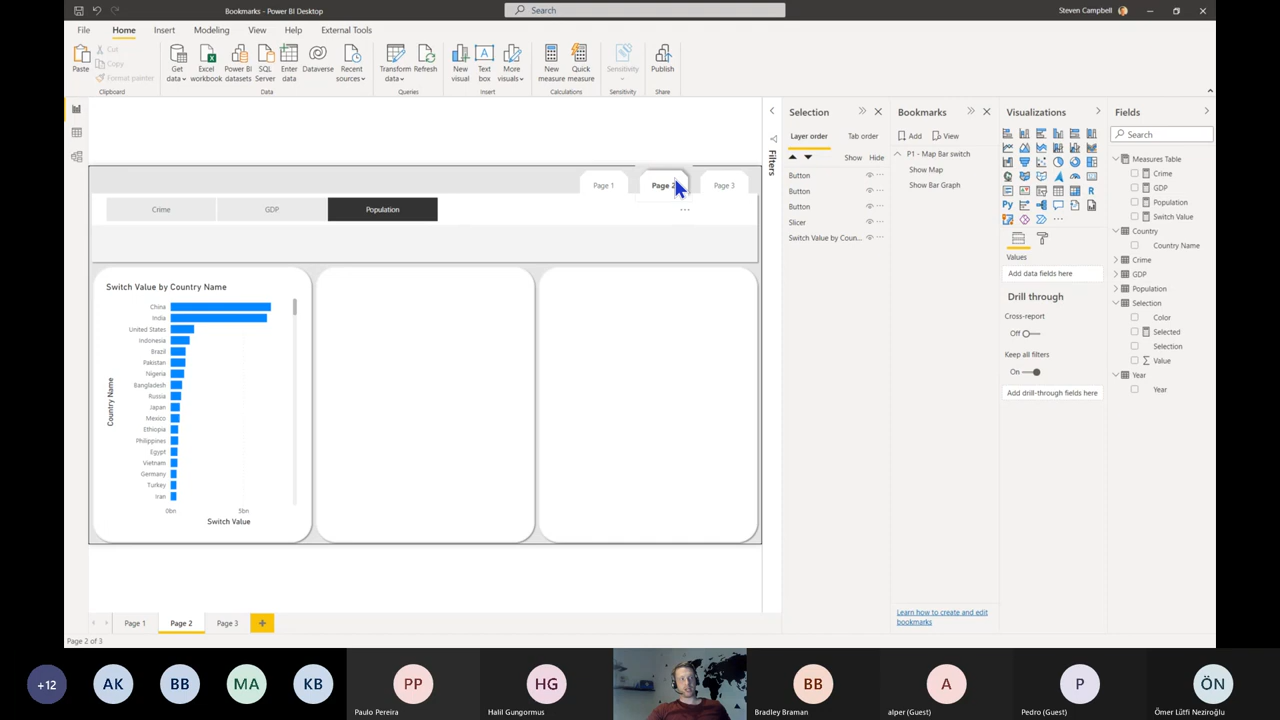 Bookmarks - Power BI Desktop
Search
Steven Campbell
File
Home
Insert
Modeling
View
Help
External Tools
Paste
Cut
Copy
Format painter
Clipboard
Get data
Excel workbook
Power BI datasets
SQL Server
Enter data
Dataverse
Recent sources
Data
Transform data
Refresh
Queries
New visual
Text box
More visuals
Insert
New measure
Quick measure
Calculations
Sensitivity
Sensitivity
Publish
Share
Page 1
Page 2
Page 3
Crime
GDP
Population
Switch Value by Country Name
China
India
United States
Indonesia
Brazil
Pakistan
Nigeria
Bangladesh
Russia
Japan
Mexico
Ethiopia
Philippines
Egypt
Vietnam
Germany
Turkey
Iran
Country Name
0bn
5bn
Switch Value
Filters
Selection
Layer order
Tab order
Show
Hide
Button
Button
Button
Slicer
Switch Value by Coun...
Bookmarks
Add
View
P1 - Map Bar switch
Show Map
Show Bar Graph
Learn how to create and edit
bookmarks
Visualizations
R
Py
Values
Add data fields here
Drill through
Cross-report
Off
Keep all filters
On
Add drill-through fields here
Fields
Search
Measures Table
Crime
GDP
Population
Switch Value
Country
Country Name
Crime
GDP
Population
Selection
Color
Selected
Selection
Value
Year
Year
Page 1
Page 2
Page 3
Page 2 of 3
+12
AK
BB
MA
KB
PP
Paulo Pereira
HG
Halil Gungormus
BB
Bradley Braman
A
alper (Guest)
P
Pedro (Guest)
ÖN
Ömer Lütfi Neziroğlu